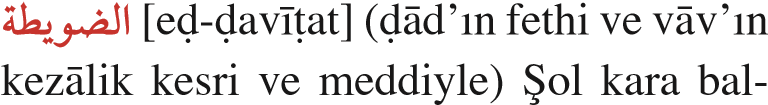 الضويطة [eḍ-ḍavīṭat] (ḍād’ın fethi ve vāv’ın
kezālik kesri ve meddiyle) Şol kara bal-